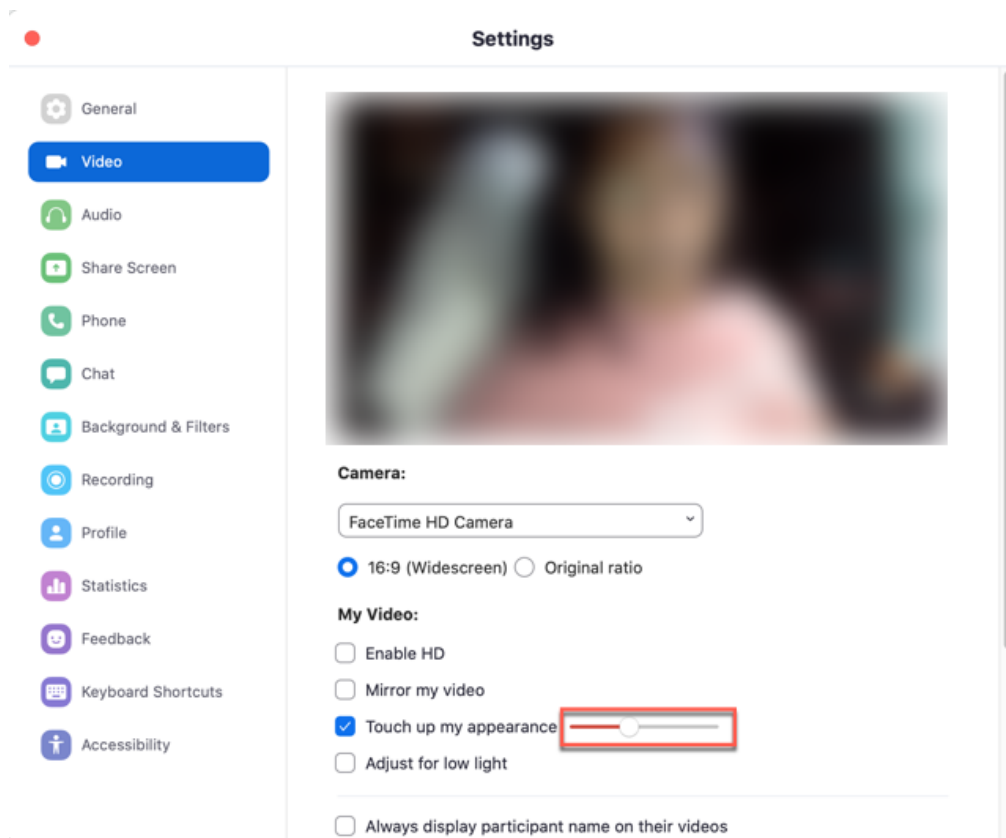 Settings
General
Video
Audio
Share Screen
Phone
Chat
Background & Filters
Recording
Profile
Statistics
Feedback
Keyboard Shortcuts
Accessibility
Camera:
FaceTime HD Camera
16:9 (Widescreen) Original ratio
My Video:
Enable HD
Mirror my video
Touch up my appearance
Adjust for low light
Always display participant name on their videos